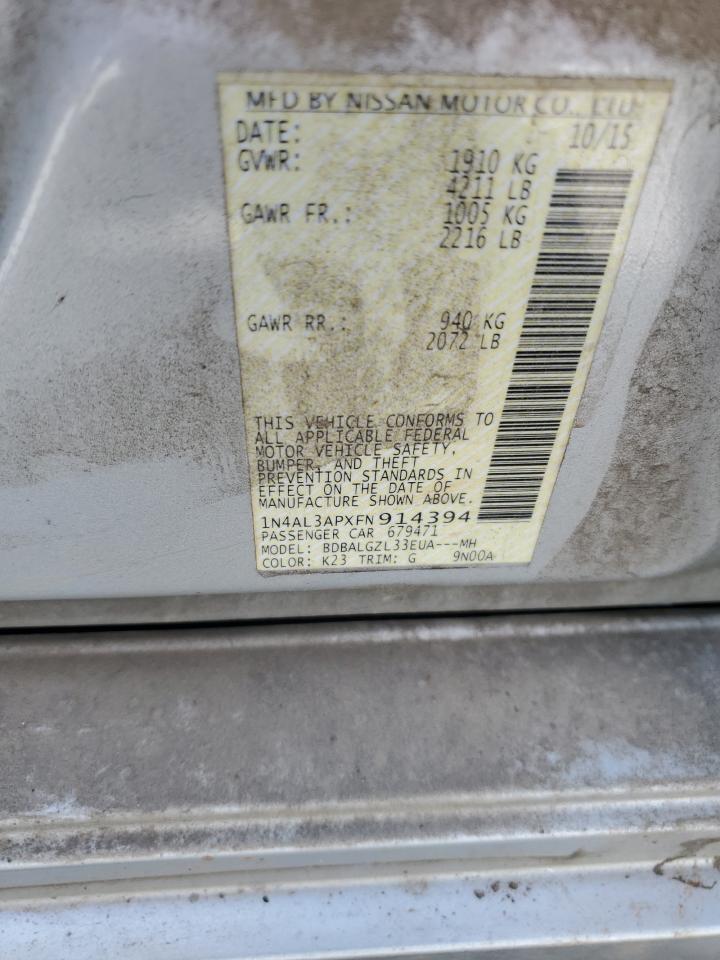 MFD BY NISSAN MOTOR CO., LTD.
DATE: 10/15
GVWR: 1910 KG
4211 LB
GAWR FR.: 1005 KG
2216 LB
GAWR RR.: 940 KG
2072 LB
THIS VEHICLE CONFORMS TO
ALL APPLICABLE FEDERAL
MOTOR VEHICLE SAFETY,
BUMPER, AND THEFT
PREVENTION STANDARDS IN
EFFECT ON THE DATE OF
MANUFACTURE SHOWN ABOVE.
1N4AL3APXFN914394
PASSENGER CAR 679471
MODEL: BDBALGZL33EUA---MH
COLOR: K23 TRIM: G 9N00A